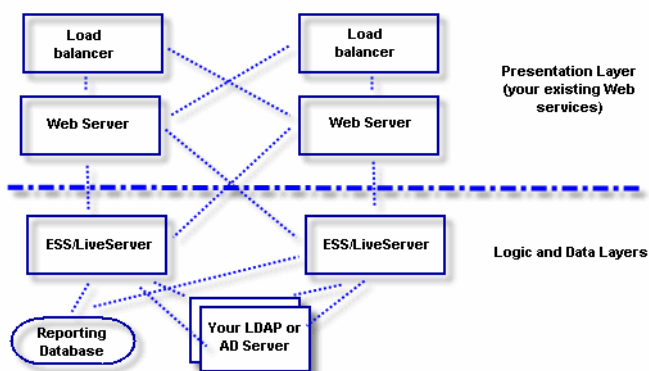 Load
balancer
Load
balancer
Presentation Layer
(your existing Web
services)
Web Server
Web Server
ESS/LiveServer
ESS/LiveServer
Logic and Data Layers
Reporting
Database
Your LDAP or
AD Server